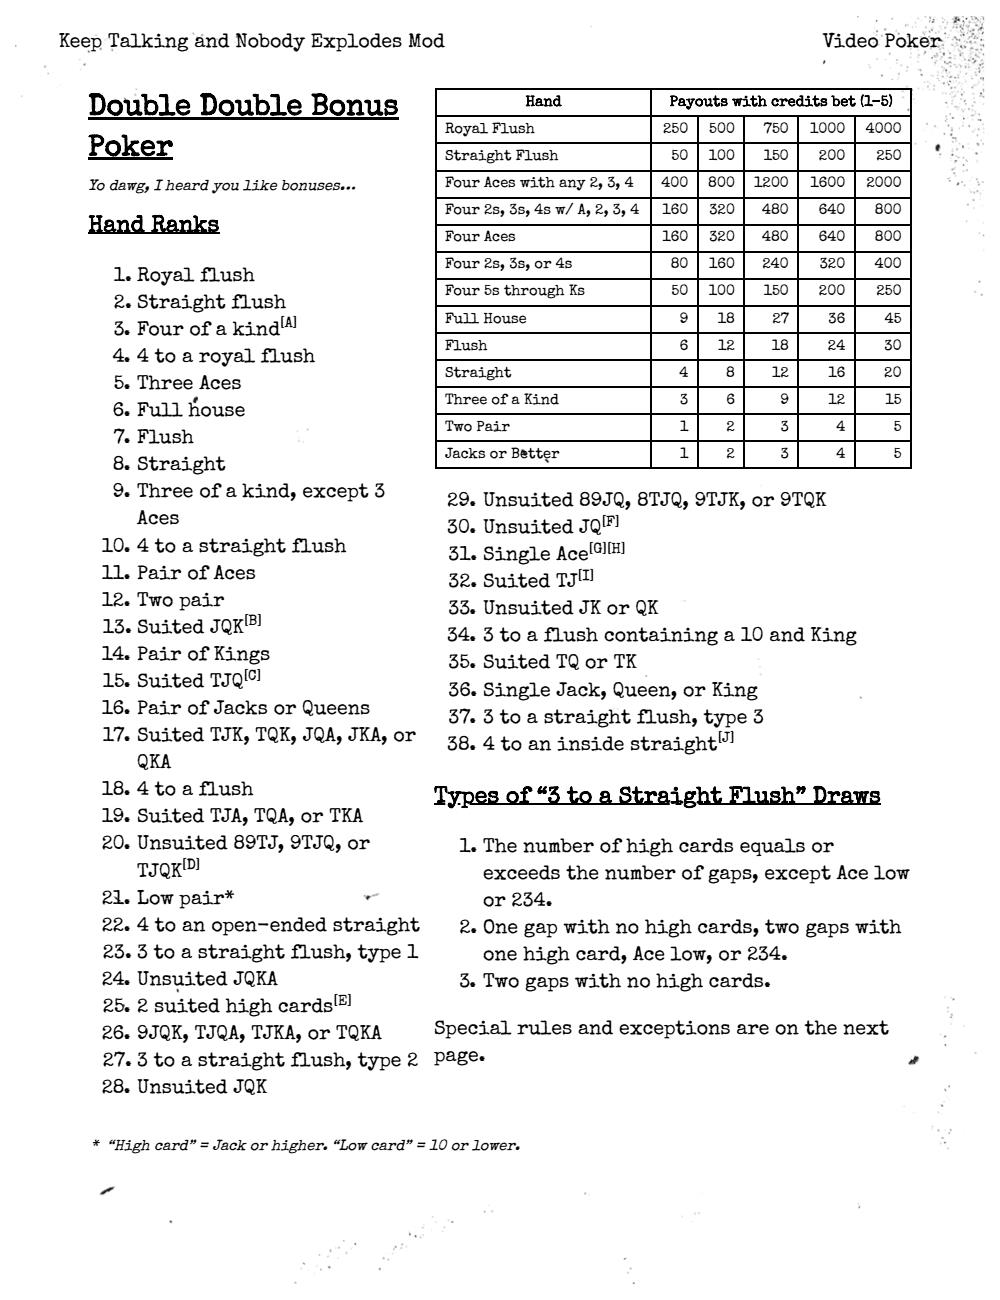 Keep Talking and Nobody Explodes Mod
Video Poker
Double Double Bonus
Poker
Yo dawg, I heard you like bonuses...
Hand Ranks
1. Royal flush
2. Straight flush
3. Four of a kind[A]
4. 4 to a royal flush
5. Three Aces
6. Full house
7. Flush
8. Straight
9. Three of a kind, except 3
Aces
10. 4 to a straight flush
11. Pair of Aces
12. Two pair
13. Suited JQK[B]
14. Pair of Kings
15. Suited TJQ[C]
16. Pair of Jacks or Queens
17. Suited TJK, TQK, JQA, JKA, or
QKA
18. 4 to a flush
19. Suited TJA, TQA, or TKA
20. Unsuited 89TJ, 9TJQ, or
TJQK[D]
21. Low pair*
22. 4 to an open-ended straight
23. 3 to a straight flush, type 1
24. Unsuited JQKA
25. 2 suited high cards[E]
26. 9JQK, TJQA, TJKA, or TQKA
27. 3 to a straight flush, type 2
28. Unsuited JQK
Hand Payouts with credits bet (1-5)
Royal Flush 250 500 750 1000 4000
Straight Flush 50 100 150 200 250
Four Aces with any 2, 3, 4 400 800 1200 1600 2000
Four 2s, 3s, 4s w/ A, 2, 3, 4 160 320 480 640 800
Four Aces 160 320 480 640 800
Four 2s, 3s, or 4s 80 160 240 320 400
Four 5s through Ks 50 100 150 200 250
Full House 9 18 27 36 45
Flush 6 12 18 24 30
Straight 4 8 12 16 20
Three of a Kind 3 6 9 12 15
Two Pair 1 2 3 4 5
Jacks or Better 1 2 3 4 5
29. Unsuited 89JQ, 8TJQ, 9TJK, or 9TQK
30. Unsuited JQ[F]
31. Single Ace[G][H]
32. Suited TJ[I]
33. Unsuited JK or QK
34. 3 to a flush containing a 10 and King
35. Suited TQ or TK
36. Single Jack, Queen, or King
37. 3 to a straight flush, type 3
38. 4 to an inside straight[J]
Types of “3 to a Straight Flush” Draws
1. The number of high cards equals or
exceeds the number of gaps, except Ace low
or 234.
2. One gap with no high cards, two gaps with
one high card, Ace low, or 234.
3. Two gaps with no high cards.
Special rules and exceptions are on the next
page.
* “High card” = Jack or higher. “Low card” = 10 or lower.